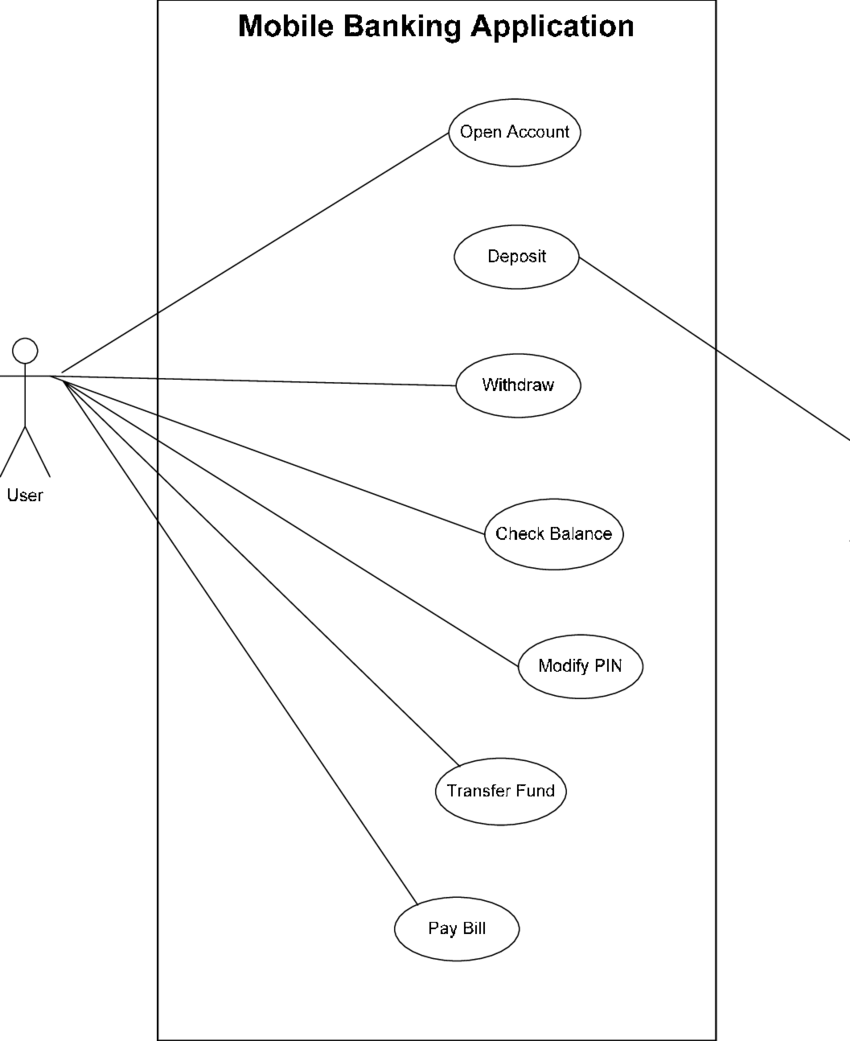 Mobile Banking Application
Open Account
Deposit
Withdraw
User
Check Balance
Modify PIN
Transfer Fund
Pay Bill